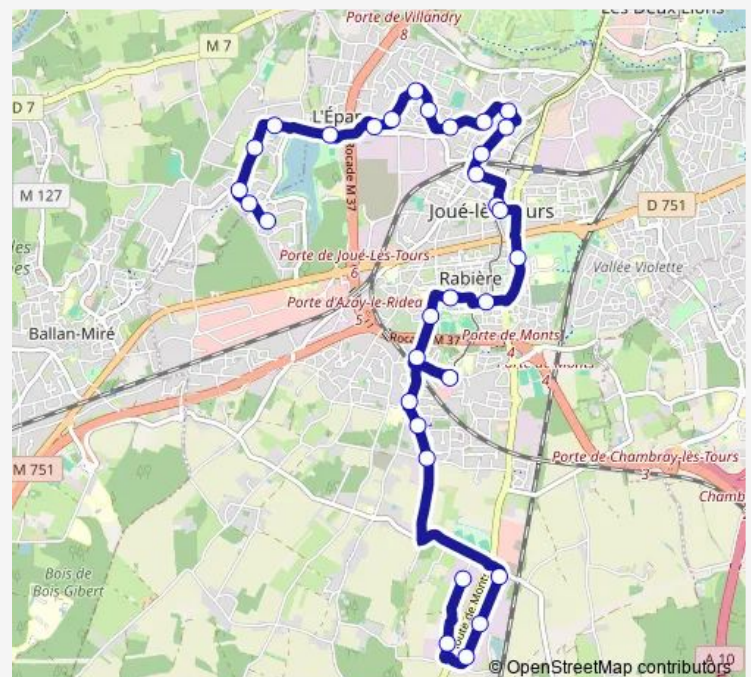 Porte de Villandry
8
Les Deux Lions
M 7
D 7
L'Épan
M 127
Rocade M 37
D 751
Joué-lès-Tours
Vallée Violette
Porte de Joué-Lès-Tours
6
Rabière
Porte d'Azay-le-Ridea
5
Ballan-Miré
Rocade M 37
Porte de Monts
4
Porte de Monts
4
Porte de Chambray-lès-Tours
3
M 751
Chamb
Bois de
Bois Gibert
Route de Monts
A 10
© OpenStreetMap contributors